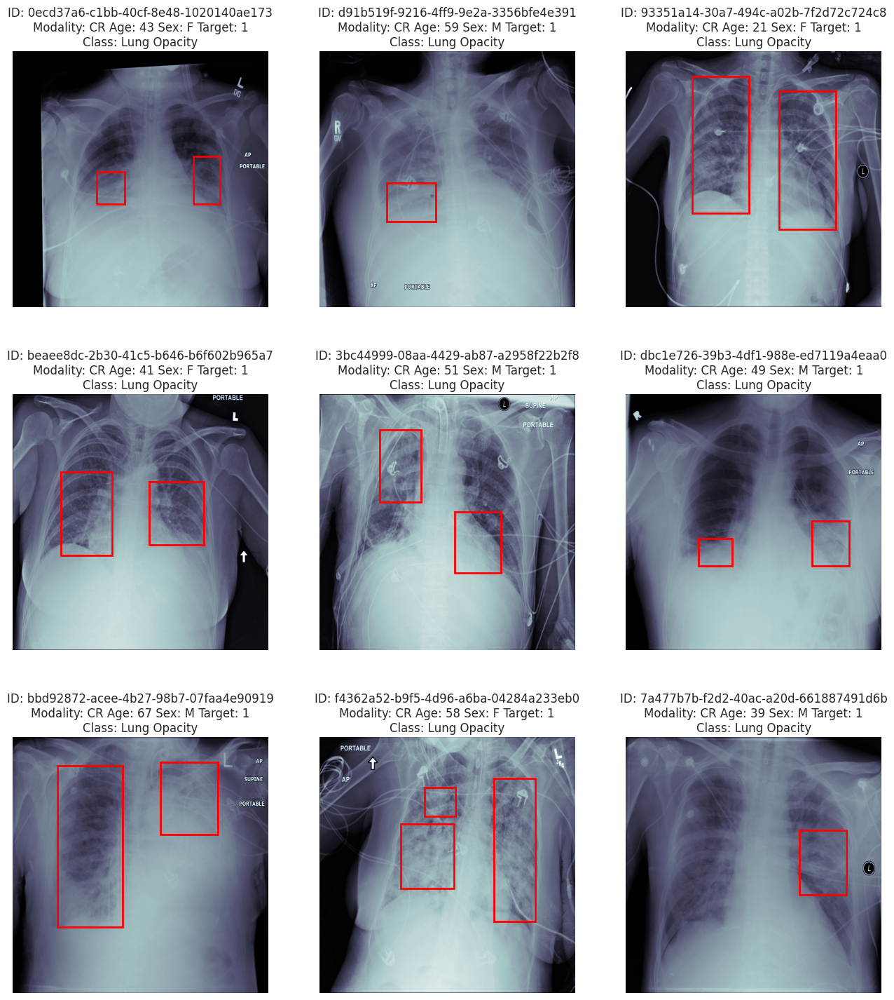 ID: 0ecd37a6-c1bb-40cf-8e48-1020140ae173
Modality: CR Age: 43 Sex: F Target: 1
Class: Lung Opacity
L
DG
AP
PORTABLE
ID: d91b519f-9216-4ff9-9e2a-3356bfe4e391
Modality: CR Age: 59 Sex: M Target: 1
Class: Lung Opacity
R
GV
AP
PORTABLE
ID: 93351a14-30a7-494c-a02b-7f2d72c724c8
Modality: CR Age: 21 Sex: F Target: 1
Class: Lung Opacity
L
ID: beaee8dc-2b30-41c5-b646-b6f602b965a7
Modality: CR Age: 41 Sex: F Target: 1
Class: Lung Opacity
PORTABLE
L
ID: 3bc44999-08aa-4429-ab87-a2958f22b2f8
Modality: CR Age: 51 Sex: M Target: 1
Class: Lung Opacity
AP
L
SUPINE
PORTABLE
ID: dbc1e726-39b3-4df1-988e-ed7119a4eaa0
Modality: CR Age: 49 Sex: M Target: 1
Class: Lung Opacity
R
AP
PORTABLE
ID: bbd92872-acee-4b27-98b7-07faa4e90919
Modality: CR Age: 67 Sex: M Target: 1
Class: Lung Opacity
L
AP
SUPINE
PORTABLE
ID: f4362a52-b9f5-4d96-a6ba-04284a233eb0
Modality: CR Age: 58 Sex: F Target: 1
Class: Lung Opacity
PORTABLE
L
AP
ID: 7a477b7b-f2d2-40ac-a20d-661887491d6b
Modality: CR Age: 39 Sex: M Target: 1
Class: Lung Opacity
L